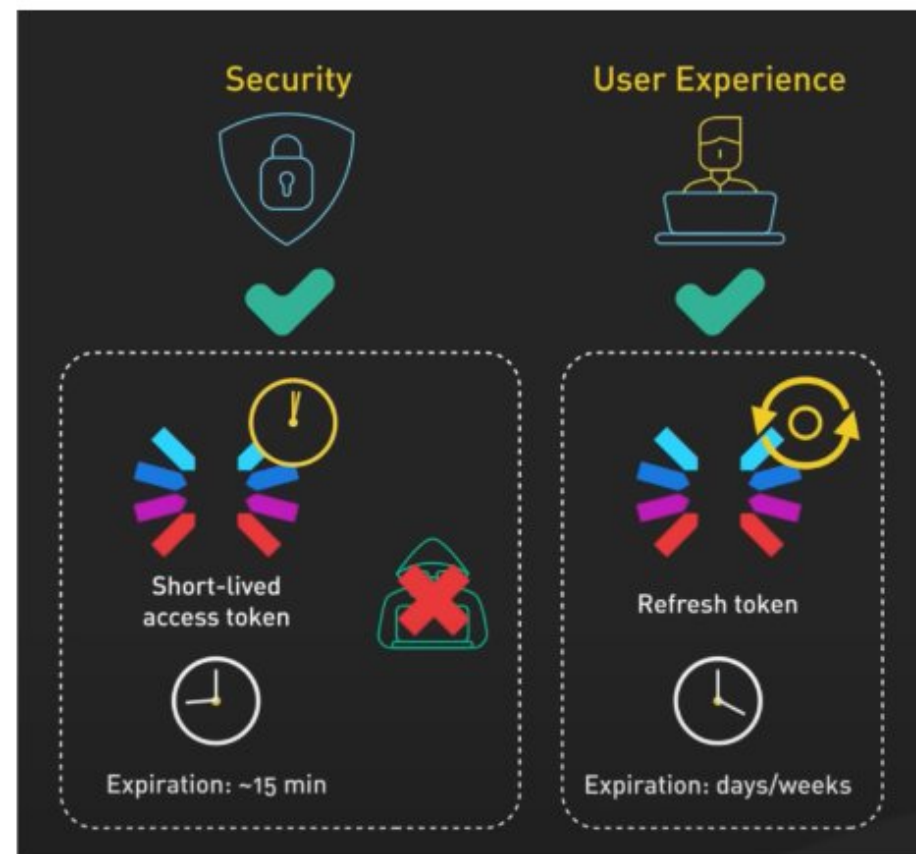 Security
User Experience
Short-lived
access token
Refresh token
Expiration: ~15 min
Expiration: days/weeks